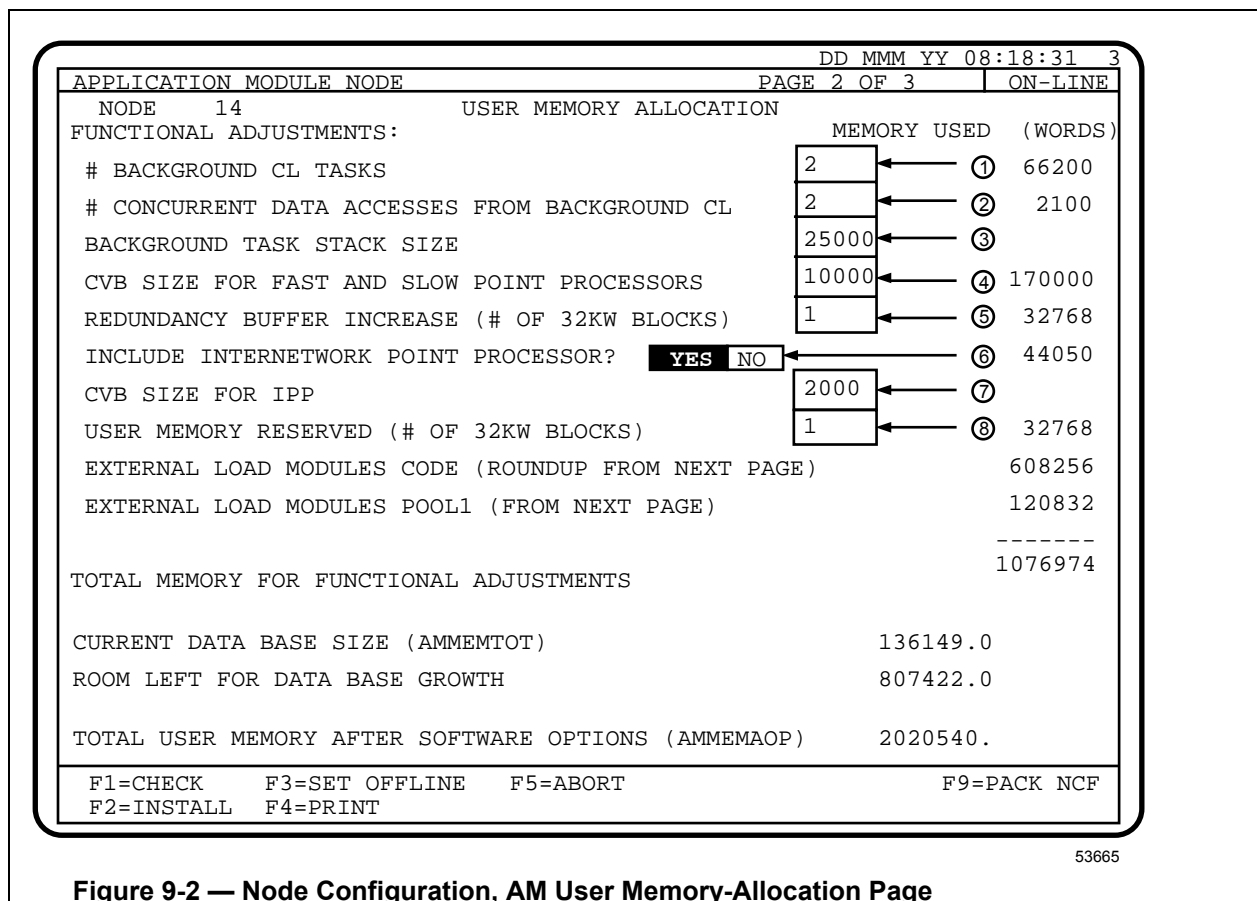 DD MMM YY 08:18:31 3
APPLICATION MODULE NODE PAGE 2 OF 3 ON-LINE
NODE 14 USER MEMORY ALLOCATION
FUNCTIONAL ADJUSTMENTS: MEMORY USED (WORDS)
# BACKGROUND CL TASKS 2 ① 66200
# CONCURRENT DATA ACCESSES FROM BACKGROUND CL 2 ② 2100
BACKGROUND TASK STACK SIZE 25000 ③
CVB SIZE FOR FAST AND SLOW POINT PROCESSORS 10000 ④ 170000
REDUNDANCY BUFFER INCREASE (# OF 32KW BLOCKS) 1 ⑤ 32768
INCLUDE INTERNETWORK POINT PROCESSOR? YES NO ⑥ 44050
CVB SIZE FOR IPP 2000 ⑦
USER MEMORY RESERVED (# OF 32KW BLOCKS) 1 ⑧ 32768
EXTERNAL LOAD MODULES CODE (ROUNDUP FROM NEXT PAGE) 608256
EXTERNAL LOAD MODULES POOL1 (FROM NEXT PAGE) 120832
-------
TOTAL MEMORY FOR FUNCTIONAL ADJUSTMENTS 1076974
CURRENT DATA BASE SIZE (AMMEMTOT) 136149.0
ROOM LEFT FOR DATA BASE GROWTH 807422.0
TOTAL USER MEMORY AFTER SOFTWARE OPTIONS (AMMEMAOP) 2020540.
F1=CHECK F3=SET OFFLINE F5=ABORT F9=PACK NCF
F2=INSTALL F4=PRINT
53665
Figure 9-2 — Node Configuration, AM User Memory-Allocation Page